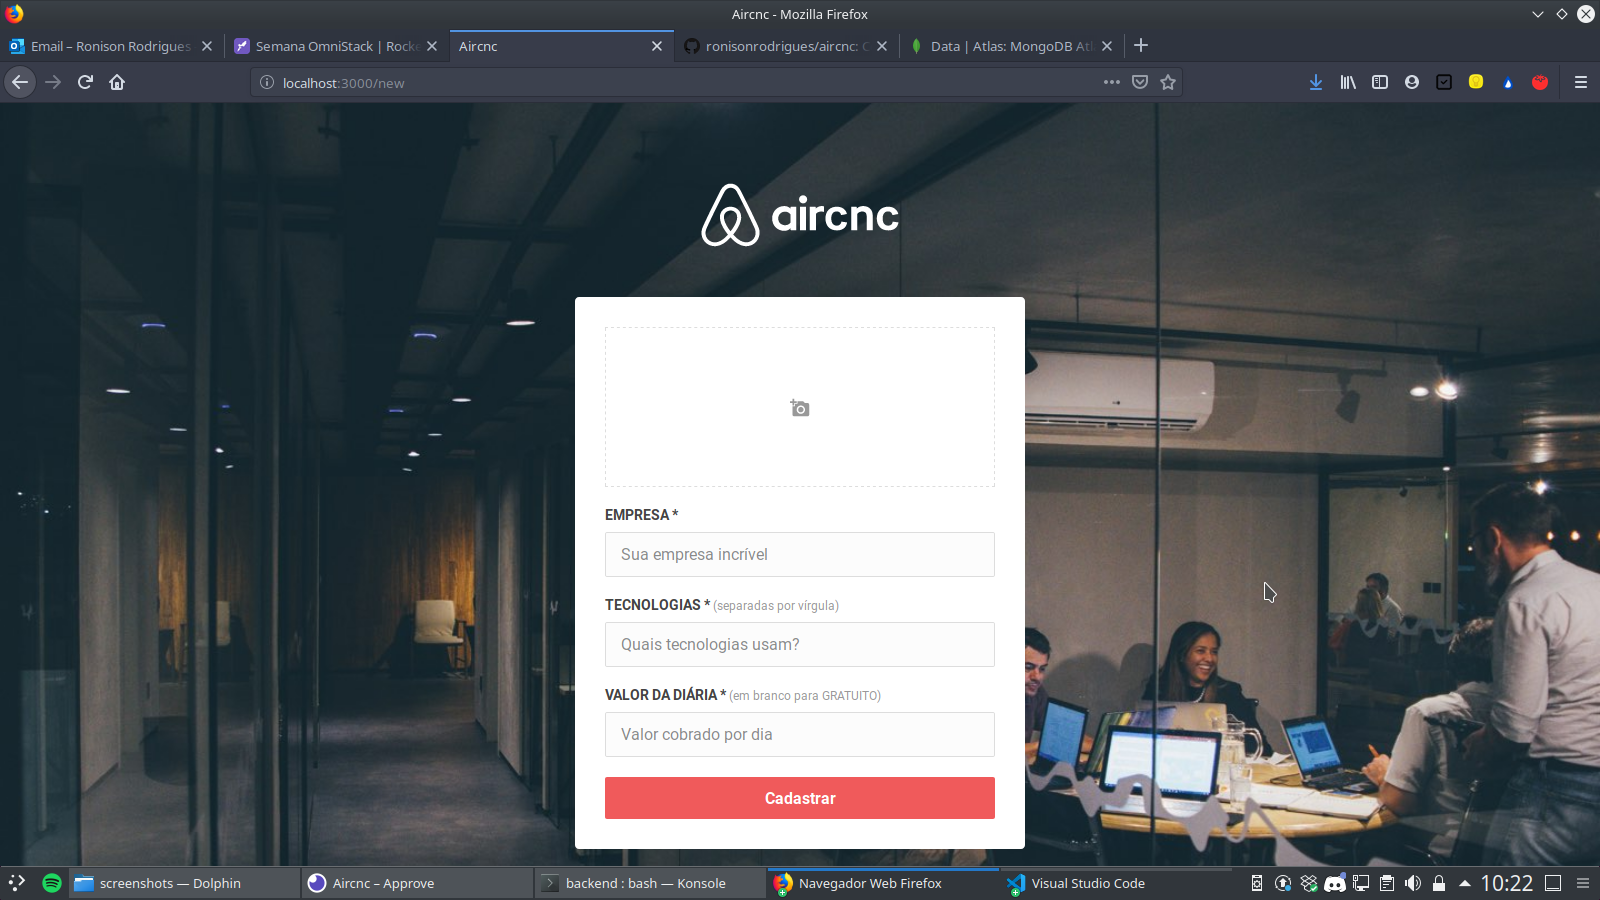 Aircnc - Mozilla Firefox
Email – Ronison Rodrigues
Semana OmniStack | Rocke
Aircnc
ronisonrodrigues/aircnc: C
Data | Atlas: MongoDB Atl
localhost:3000/new
aircnc
EMPRESA *
Sua empresa incrível
TECNOLOGIAS * (separadas por vírgula)
Quais tecnologias usam?
VALOR DA DIÁRIA * (em branco para GRATUITO)
Valor cobrado por dia
Cadastrar
screenshots — Dolphin
Aircnc – Approve
backend : bash — Konsole
Navegador Web Firefox
Visual Studio Code
10:22